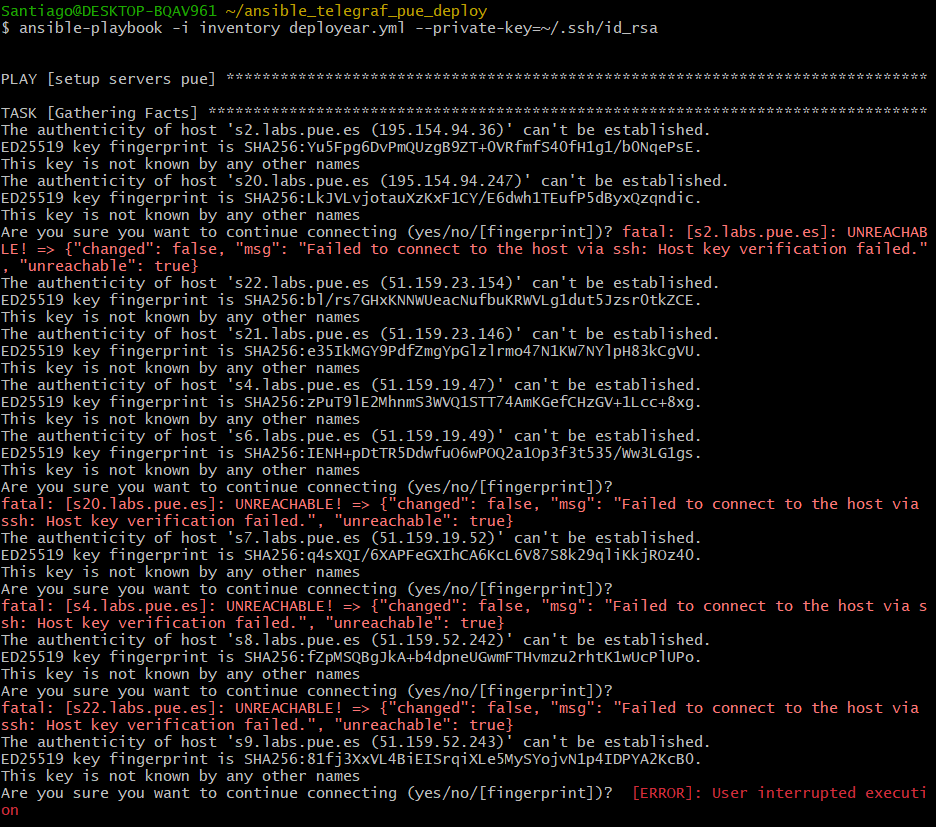 Santiago@DESKTOP-BQAV961 ~/ansible_telegraf_pue_deploy
$ ansible-playbook -i inventory deployear.yml --private-key=~/.ssh/id_rsa
PLAY [setup servers pue] ******************************************************************************
TASK [Gathering Facts] ********************************************************************************
The authenticity of host 's2.labs.pue.es (195.154.94.36)' can't be established.
ED25519 key fingerprint is SHA256:Yu5Fpg6DvPmQUzgB9ZT+OVRfmfS4OfH1g1/b0NqePsE.
This key is not known by any other names
The authenticity of host 's20.labs.pue.es (195.154.94.247)' can't be established.
ED25519 key fingerprint is SHA256:LkJVLvjotauXzKxF1CY/E6dwh1TEufP5dByxQzqndic.
This key is not known by any other names
Are you sure you want to continue connecting (yes/no/[fingerprint])? fatal: [s2.labs.pue.es]: UNREACHAB
LE! => {"changed": false, "msg": "Failed to connect to the host via ssh: Host key verification failed."
, "unreachable": true}
The authenticity of host 's22.labs.pue.es (51.159.23.154)' can't be established.
ED25519 key fingerprint is SHA256:bl/rs7GHxKNNWUeacNufbuKRWVLg1dut5Jzsr0tkZCE.
This key is not known by any other names
The authenticity of host 's21.labs.pue.es (51.159.23.146)' can't be established.
ED25519 key fingerprint is SHA256:e35IkMGY9PdfZmgYpGlzlrmo47N1KW7NYlpH83kCgVU.
This key is not known by any other names
The authenticity of host 's4.labs.pue.es (51.159.19.47)' can't be established.
ED25519 key fingerprint is SHA256:zPuT9lE2MhnmS3WVQ1STT74AmKGefCHzGV+1Lcc+8xg.
This key is not known by any other names
The authenticity of host 's6.labs.pue.es (51.159.19.49)' can't be established.
ED25519 key fingerprint is SHA256:IENH+pDtTR5DdwfuO6wPOQ2a1Op3f3t535/Ww3LG1gs.
This key is not known by any other names
Are you sure you want to continue connecting (yes/no/[fingerprint])?
fatal: [s20.labs.pue.es]: UNREACHABLE! => {"changed": false, "msg": "Failed to connect to the host via
ssh: Host key verification failed.", "unreachable": true}
The authenticity of host 's7.labs.pue.es (51.159.19.52)' can't be established.
ED25519 key fingerprint is SHA256:q4sXQI/6XAPFeGXIhCA6KcL6V87S8k29qliKkjROz4O.
This key is not known by any other names
Are you sure you want to continue connecting (yes/no/[fingerprint])?
fatal: [s4.labs.pue.es]: UNREACHABLE! => {"changed": false, "msg": "Failed to connect to the host via s
sh: Host key verification failed.", "unreachable": true}
The authenticity of host 's8.labs.pue.es (51.159.52.242)' can't be established.
ED25519 key fingerprint is SHA256:fZpMSQBgJkA+b4dpneUGwmFTHvmzu2rhtK1wUcPlUPo.
This key is not known by any other names
Are you sure you want to continue connecting (yes/no/[fingerprint])?
fatal: [s22.labs.pue.es]: UNREACHABLE! => {"changed": false, "msg": "Failed to connect to the host via
ssh: Host key verification failed.", "unreachable": true}
The authenticity of host 's9.labs.pue.es (51.159.52.243)' can't be established.
ED25519 key fingerprint is SHA256:81fj3XxVL4BiEISrqiXLe5MySYojvN1p4IDPYA2KcB0.
This key is not known by any other names
Are you sure you want to continue connecting (yes/no/[fingerprint])?  [ERROR]: User interrupted executi
on